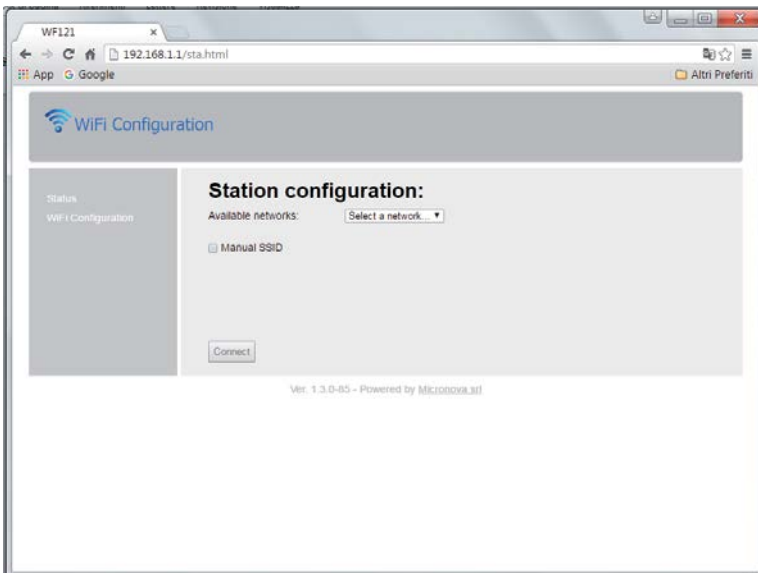 WF121
192.168.1.1/sta.html
App Google
Altri Preferiti
WiFi Configuration
Status
WiFi Configuration
Station configuration:
Available networks: Select a network...
Manual SSID
Connect
Ver. 1.3.0-85 - Powered by Micronova srl